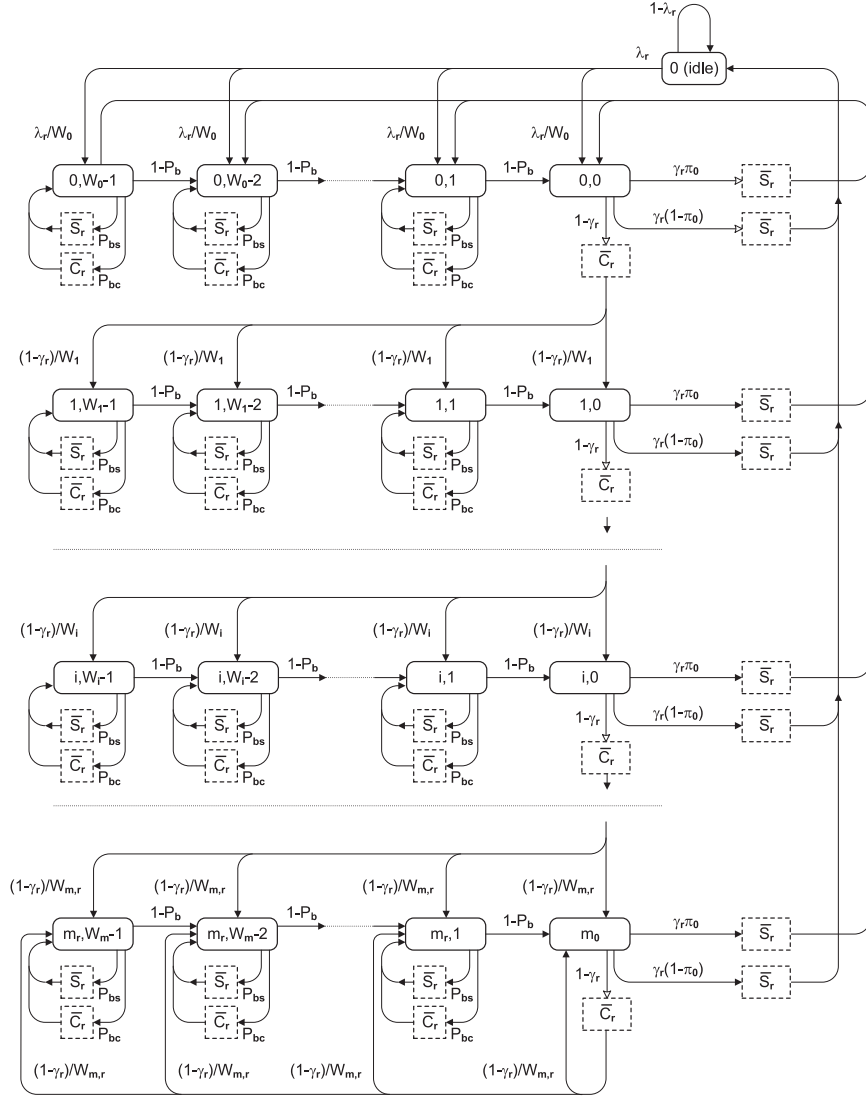 1-λr
λr
0 (idle)
λr/W0 λr/W0 λr/W0 λr/W0
0,W0-1 1-Pb 0,W0-2 1-Pb 0,1 1-Pb 0,0 γrπ0 S̅r
S̅r Pbs S̅r Pbs S̅r Pbs 1-γr γr(1-π0) S̅r
C̅r Pbc C̅r Pbc C̅r Pbc C̅r
(1-γr)/W1 (1-γr)/W1 (1-γr)/W1 (1-γr)/W1
1,W1-1 1-Pb 1,W1-2 1-Pb 1,1 1-Pb 1,0 γrπ0 S̅r
S̅r Pbs S̅r Pbs S̅r Pbs 1-γr γr(1-π0) S̅r
C̅r Pbc C̅r Pbc C̅r Pbc C̅r
(1-γr)/Wi (1-γr)/Wi (1-γr)/Wi (1-γr)/Wi
i,Wi-1 1-Pb i,Wi-2 1-Pb i,1 1-Pb i,0 γrπ0 S̅r
S̅r Pbs S̅r Pbs S̅r Pbs 1-γr γr(1-π0) S̅r
C̅r Pbc C̅r Pbc C̅r Pbc C̅r
(1-γr)/Wm,r (1-γr)/Wm,r (1-γr)/Wm,r (1-γr)/Wm,r
mr,Wm-1 1-Pb mr,Wm-2 1-Pb mr,1 1-Pb m0 γrπ0 S̅r
S̅r Pbs S̅r Pbs S̅r Pbs 1-γr γr(1-π0) S̅r
C̅r Pbc C̅r Pbc C̅r Pbc C̅r
(1-γr)/Wm,r (1-γr)/Wm,r (1-γr)/Wm,r (1-γr)/Wm,r